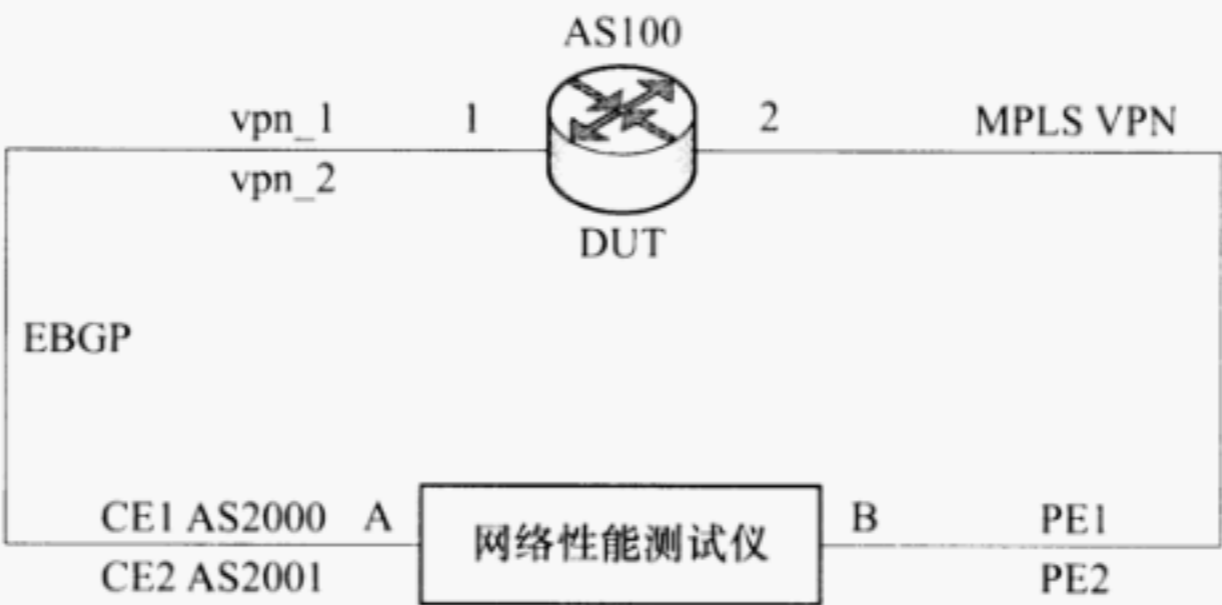 AS100
vpn_1
1
2
MPLS VPN
vpn_2
DUT
EBGP
CE1 AS2000
A
网络性能测试仪
B
PE1
CE2 AS2001
PE2